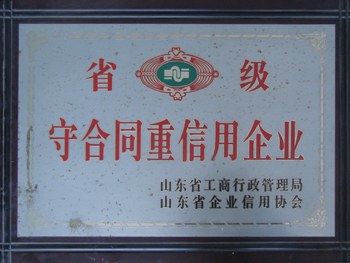 省级
守合同重信用企业
山东省工商行政管理局
山东省企业信用协会